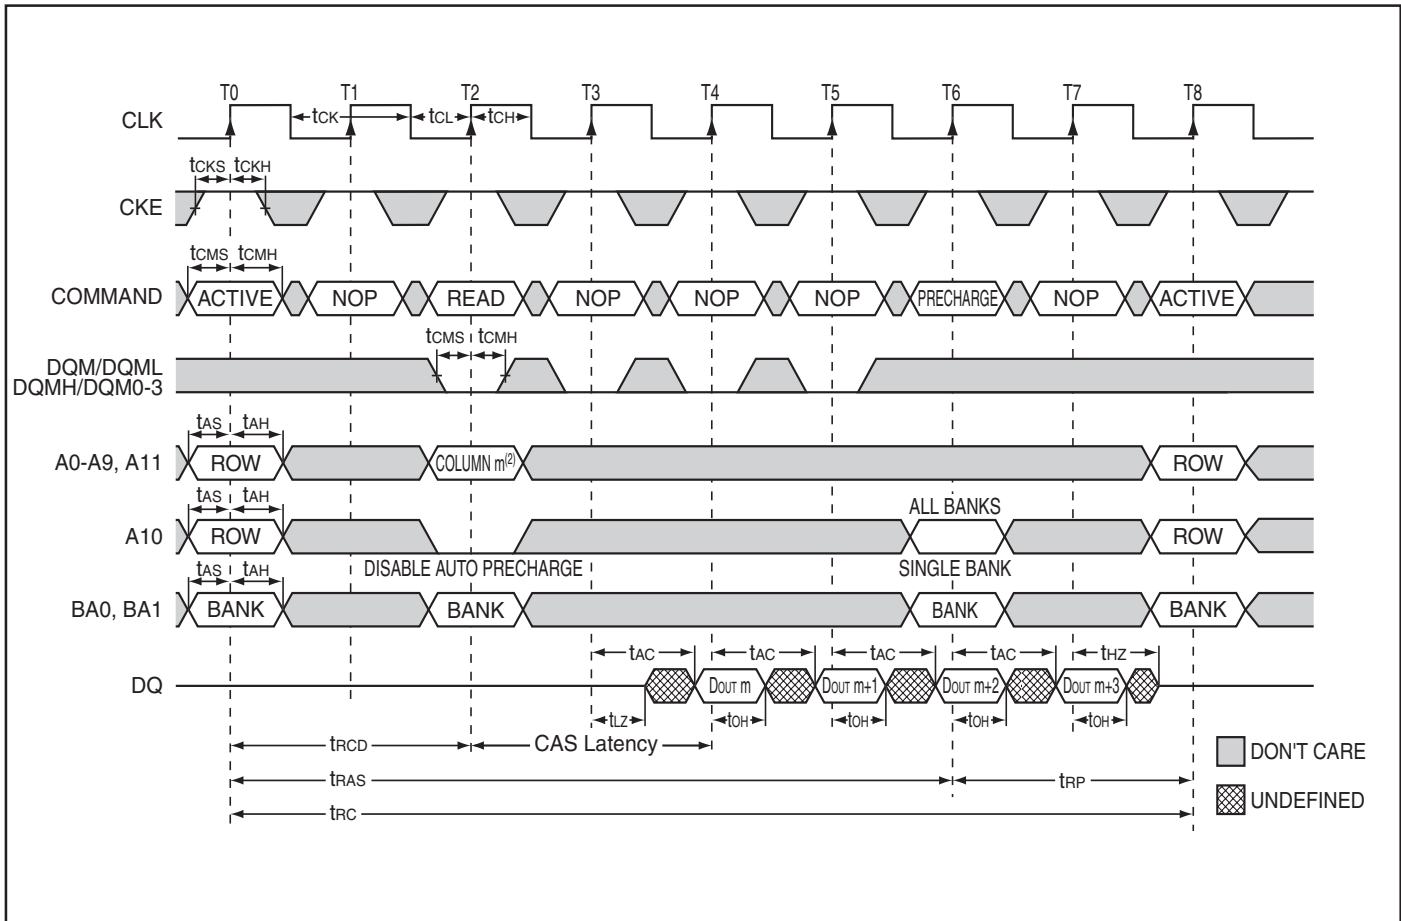 T0 T1 T2 T3 T4 T5 T6 T7 T8
CLK tCK tCL tCH
tCKS tCKH
CKE
tCMS tCMH
COMMAND ACTIVE NOP READ NOP NOP NOP PRECHARGE NOP ACTIVE
tCMS tCMH
DQM/DQML
DQMH/DQM0-3
tAS tAH
A0-A9, A11 ROW COLUMN m(2) ROW
tAS tAH ALL BANKS
A10 ROW ROW
DISABLE AUTO PRECHARGE SINGLE BANK
tAS tAH
BA0, BA1 BANK BANK BANK BANK
tAC tAC tAC tAC tHZ
DQ DOUT m DOUT m+1 DOUT m+2 DOUT m+3
tLZ tOH tOH tOH tOH
tRCD CAS Latency
DON'T CARE
tRAS tRP
UNDEFINED
tRC